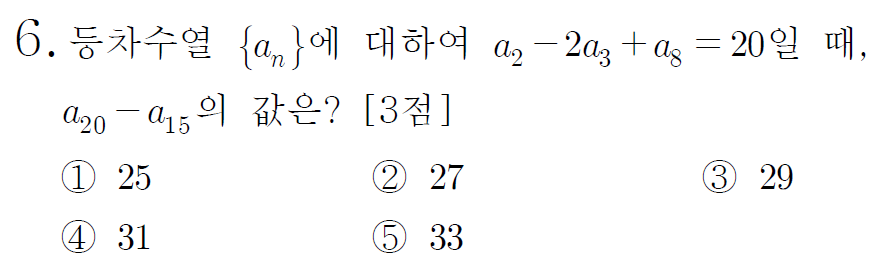 6. 등차수열 {aₙ}에 대하여 a₂ − 2a₃ + a₈ = 20일 때,
a₂₀ − a₁₅의 값은? [3점]
① 25 ② 27 ③ 29
④ 31 ⑤ 33